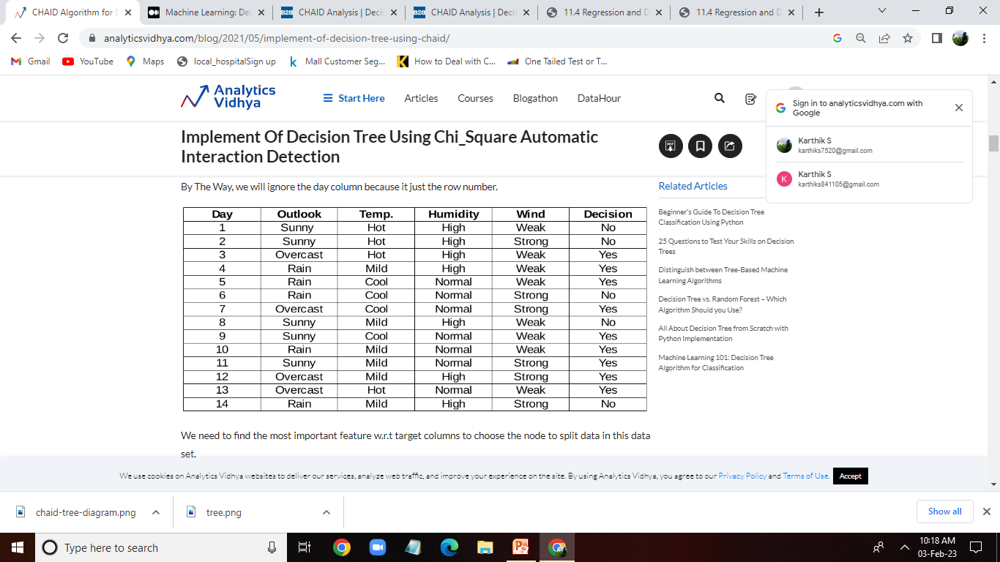 CHAID Algorithm for D
Machine Learning: De
CHAID Analysis | Decis
CHAID Analysis | Decis
11.4 Regression and D
11.4 Regression and D
analyticsvidhya.com/blog/2021/05/implement-of-decision-tree-using-chaid/
Gmail YouTube Maps local_hospitalSign up Mall Customer Seg... How to Deal with C... One Tailed Test or T...
Analytics Vidhya
Start Here Articles Courses Blogathon DataHour
Sign in to analyticsvidhya.com with
Google
Karthik S
karthiks7520@gmail.com
K
Karthik S
karthiks841105@gmail.com
Implement Of Decision Tree Using Chi_Square Automatic
Interaction Detection
PDF
By The Way, we will ignore the day column because it just the row number.
Day Outlook Temp. Humidity Wind Decision
1 Sunny Hot High Weak No
2 Sunny Hot High Strong No
3 Overcast Hot High Weak Yes
4 Rain Mild High Weak Yes
5 Rain Cool Normal Weak Yes
6 Rain Cool Normal Strong No
7 Overcast Cool Normal Strong Yes
8 Sunny Mild High Weak No
9 Sunny Cool Normal Weak Yes
10 Rain Mild Normal Weak Yes
11 Sunny Mild Normal Strong Yes
12 Overcast Mild High Strong Yes
13 Overcast Hot Normal Weak Yes
14 Rain Mild High Strong No
We need to find the most important feature w.r.t target columns to choose the node to split data in this data
set.
Related Articles
Beginner's Guide To Decision Tree
Classification Using Python
25 Questions to Test Your Skills on Decision
Trees
Distinguish between Tree-Based Machine
Learning Algorithms
Decision Tree vs. Random Forest – Which
Algorithm Should you Use?
All About Decision Tree from Scratch with
Python Implementation
Machine Learning 101: Decision Tree
Algorithm for Classification
We use cookies on Analytics Vidhya websites to deliver our services, analyze web traffic, and improve your experience on the site. By using Analytics Vidhya, you agree to our Privacy Policy and Terms of Use. Accept
chaid-tree-diagram.png tree.png Show all
Type here to search
10:18 AM
03-Feb-23